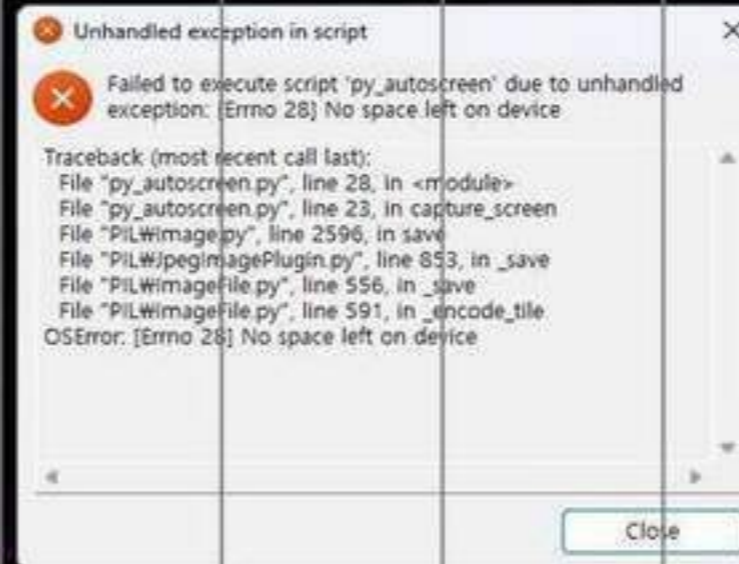 Unhandled exception in script
Failed to execute script 'py_autoscreen' due to unhandled
exception: [Errno 28] No space left on device
Traceback (most recent call last):
File "py_autoscreen.py", line 28, in <module>
File "py_autoscreen.py", line 23, in capture_screen
File "PIL₩Image.py", line 2596, in save
File "PIL₩JpegImagePlugin.py", line 853, in _save
File "PIL₩ImageFile.py", line 556, in _save
File "PIL₩ImageFile.py", line 591, in _encode_tile
OSError: [Errno 28] No space left on device
Close